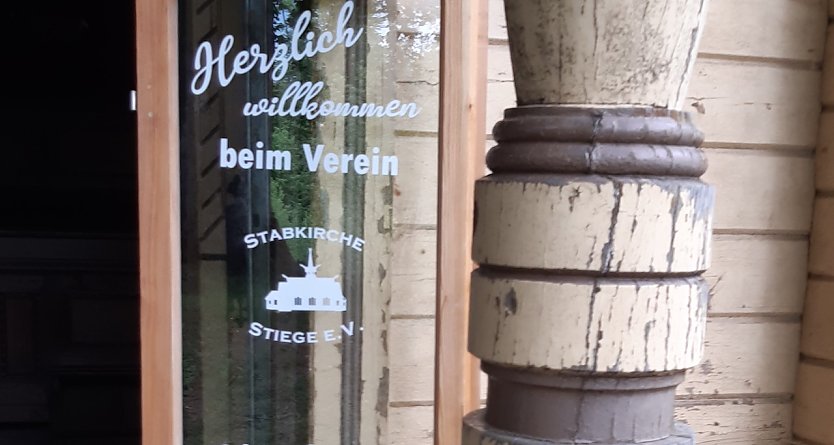 Herzlich
willkommen
beim Verein
STABKIRCHE
STIEGE E.V.